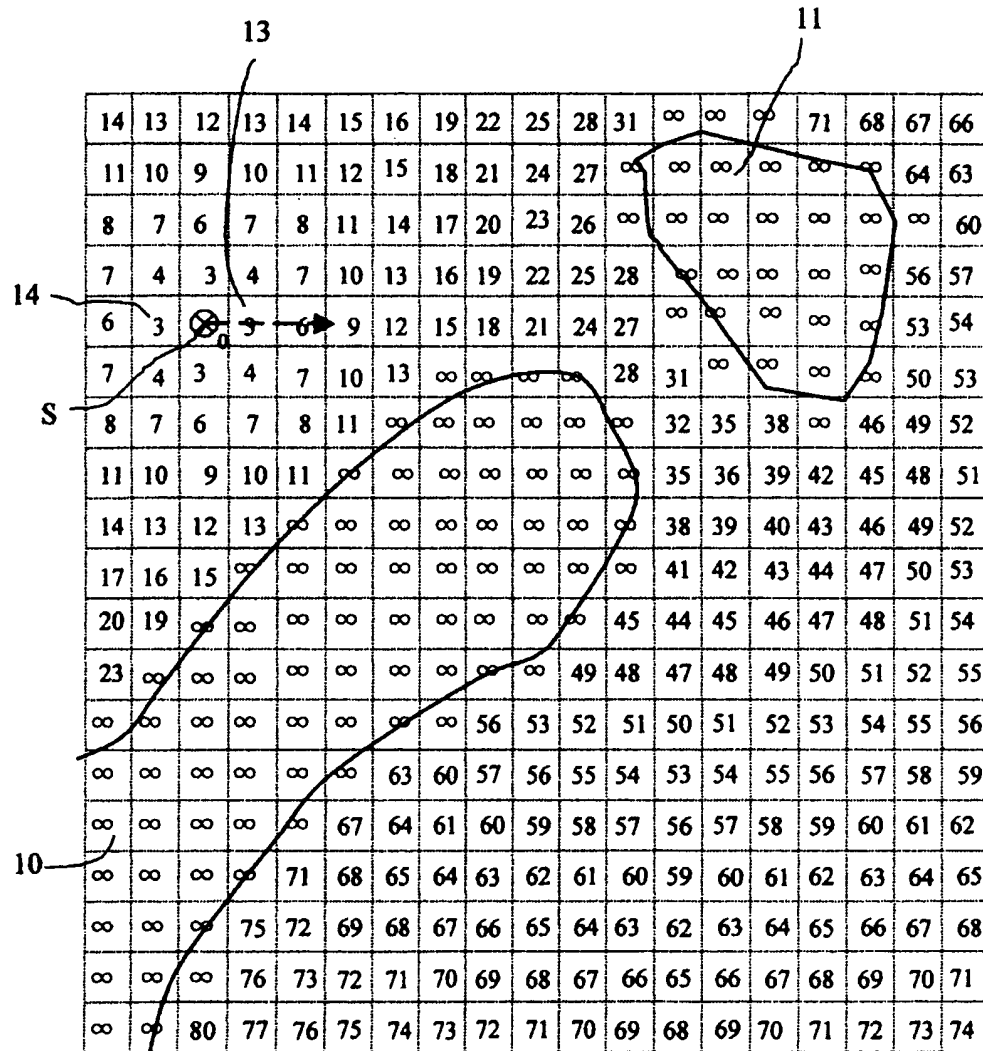 13 11
14 13 12 13 14 15 16 19 22 25 28 31 ∞ ∞ ∞ 71 68 67 66
11 10 9 10 11 12 15 18 21 24 27 ∞ ∞ ∞ ∞ ∞ ∞ 64 63
8 7 6 7 8 11 14 17 20 23 26 ∞ ∞ ∞ ∞ ∞ ∞ ∞ 60
7 4 3 4 7 10 13 16 19 22 25 28 ∞ ∞ ∞ ∞ ∞ 56 57
14
6 3 0 3 6 9 12 15 18 21 24 27 ∞ ∞ ∞ ∞ ∞ 53 54
7 4 3 4 7 10 13 ∞ ∞ ∞ ∞ 28 31 ∞ ∞ ∞ ∞ 50 53
S
8 7 6 7 8 11 ∞ ∞ ∞ ∞ ∞ ∞ 32 35 38 ∞ 46 49 52
11 10 9 10 11 ∞ ∞ ∞ ∞ ∞ ∞ ∞ 35 36 39 42 45 48 51
14 13 12 13 ∞ ∞ ∞ ∞ ∞ ∞ ∞ ∞ 38 39 40 43 46 49 52
17 16 15 ∞ ∞ ∞ ∞ ∞ ∞ ∞ ∞ ∞ 41 42 43 44 47 50 53
20 19 ∞ ∞ ∞ ∞ ∞ ∞ ∞ ∞ ∞ 45 44 45 46 47 48 51 54
23 ∞ ∞ ∞ ∞ ∞ ∞ ∞ ∞ ∞ 49 48 47 48 49 50 51 52 55
∞ ∞ ∞ ∞ ∞ ∞ ∞ ∞ 56 53 52 51 50 51 52 53 54 55 56
∞ ∞ ∞ ∞ ∞ ∞ 63 60 57 56 55 54 53 54 55 56 57 58 59
∞ ∞ ∞ ∞ ∞ 67 64 61 60 59 58 57 56 57 58 59 60 61 62
10
∞ ∞ ∞ ∞ 71 68 65 64 63 62 61 60 59 60 61 62 63 64 65
∞ ∞ ∞ 75 72 69 68 67 66 65 64 63 62 63 64 65 66 67 68
∞ ∞ ∞ 76 73 72 71 70 69 68 67 66 65 66 67 68 69 70 71
∞ ∞ 80 77 76 75 74 73 72 71 70 69 68 69 70 71 72 73 74